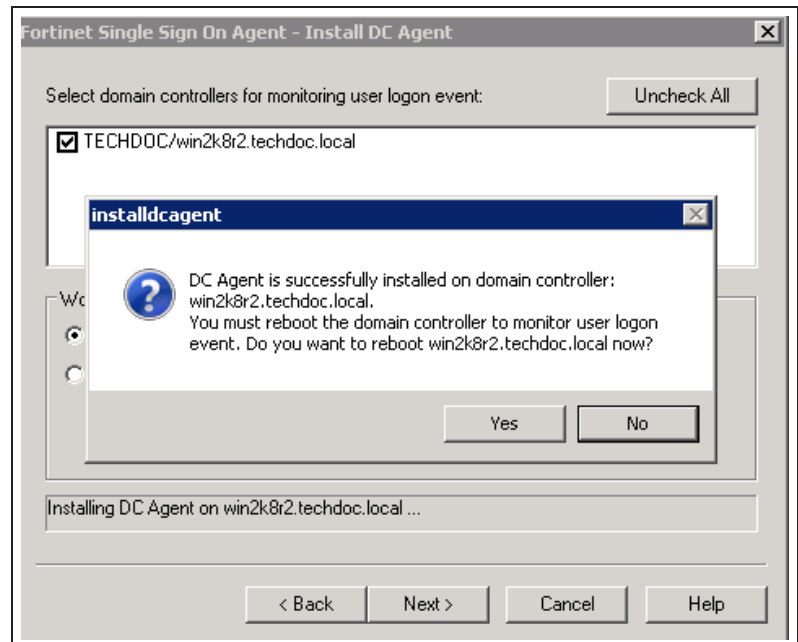 Fortinet Single Sign On Agent - Install DC Agent
Select domain controllers for monitoring user logon event:
Uncheck All
TECHDOC/win2k8r2.techdoc.local
installdcagent
DC Agent is successfully installed on domain controller:
win2k8r2.techdoc.local.
You must reboot the domain controller to monitor user logon
event. Do you want to reboot win2k8r2.techdoc.local now?
Yes
No
Installing DC Agent on win2k8r2.techdoc.local ...
< Back
Next >
Cancel
Help